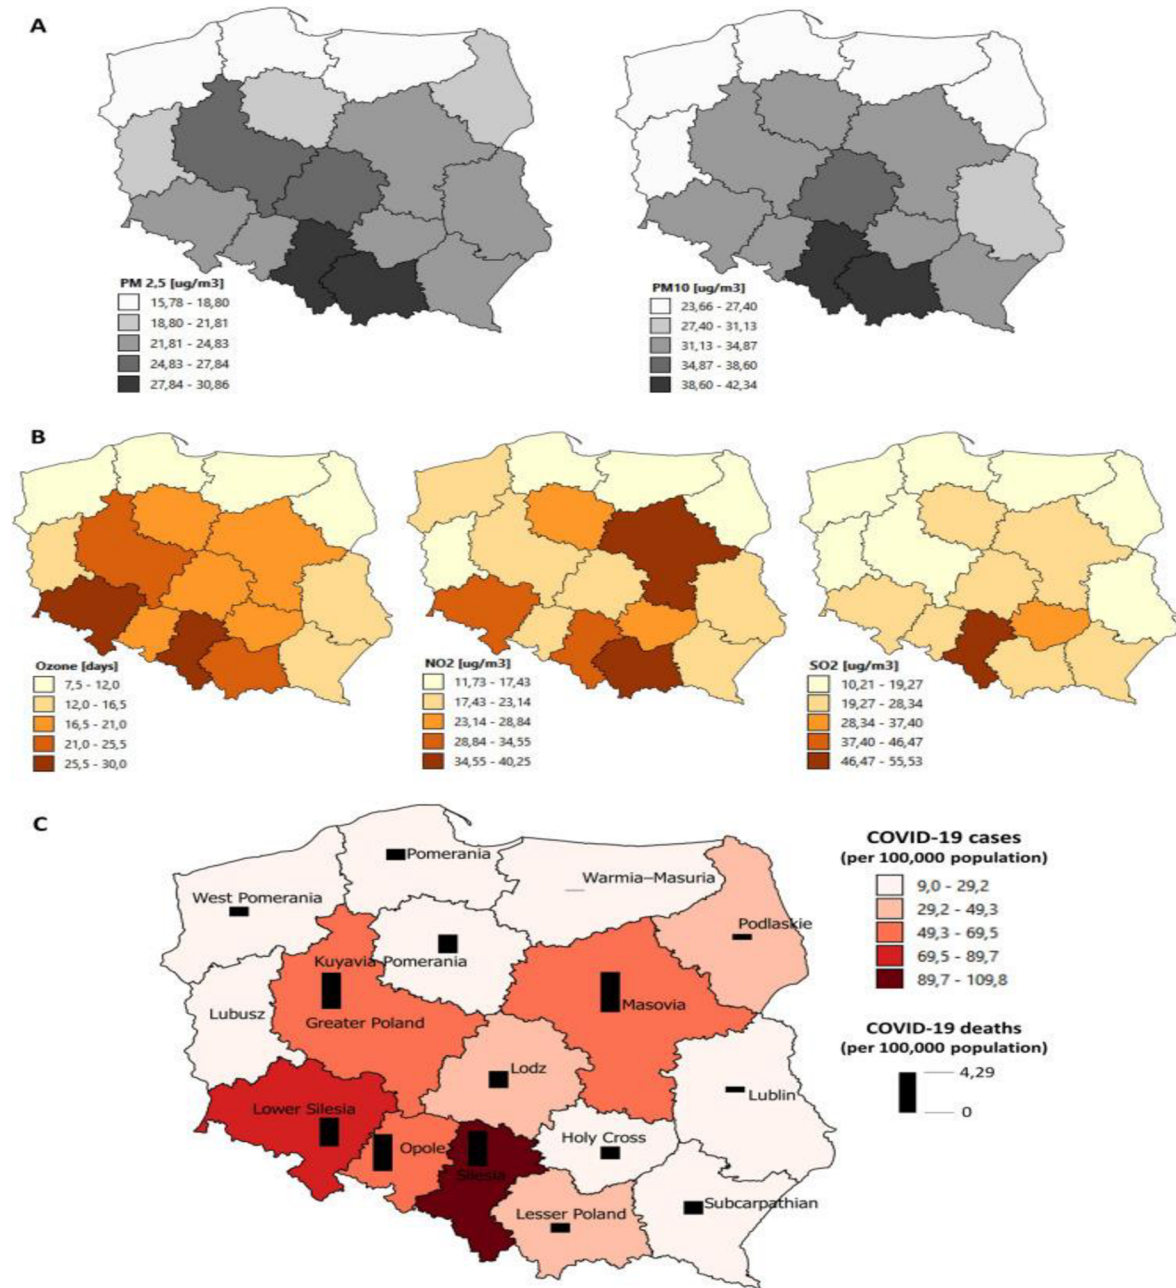 A
PM 2,5 [ug/m3]
15,78 - 18,80
18,80 - 21,81
21,81 - 24,83
24,83 - 27,84
27,84 - 30,86
PM10 [ug/m3]
23,66 - 27,40
27,40 - 31,13
31,13 - 34,87
34,87 - 38,60
38,60 - 42,34
B
Ozone [days]
7,5 - 12,0
12,0 - 16,5
16,5 - 21,0
21,0 - 25,5
25,5 - 30,0
NO2 [ug/m3]
11,73 - 17,43
17,43 - 23,14
23,14 - 28,84
28,84 - 34,55
34,55 - 40,25
SO2 [ug/m3]
10,21 - 19,27
19,27 - 28,34
28,34 - 37,40
37,40 - 46,47
46,47 - 55,53
C
Pomerania
Warmia–Masuria
West Pomerania
Podlaskie
Kuyavia Pomerania
Lubusz
Greater Poland
Masovia
Lodz
Lublin
Lower Silesia
Opole
Silesia
Holy Cross
Subcarpathian
Lesser Poland
COVID-19 cases
(per 100,000 population)
9,0 - 29,2
29,2 - 49,3
49,3 - 69,5
69,5 - 89,7
89,7 - 109,8
COVID-19 deaths
(per 100,000 population)
4,29
0